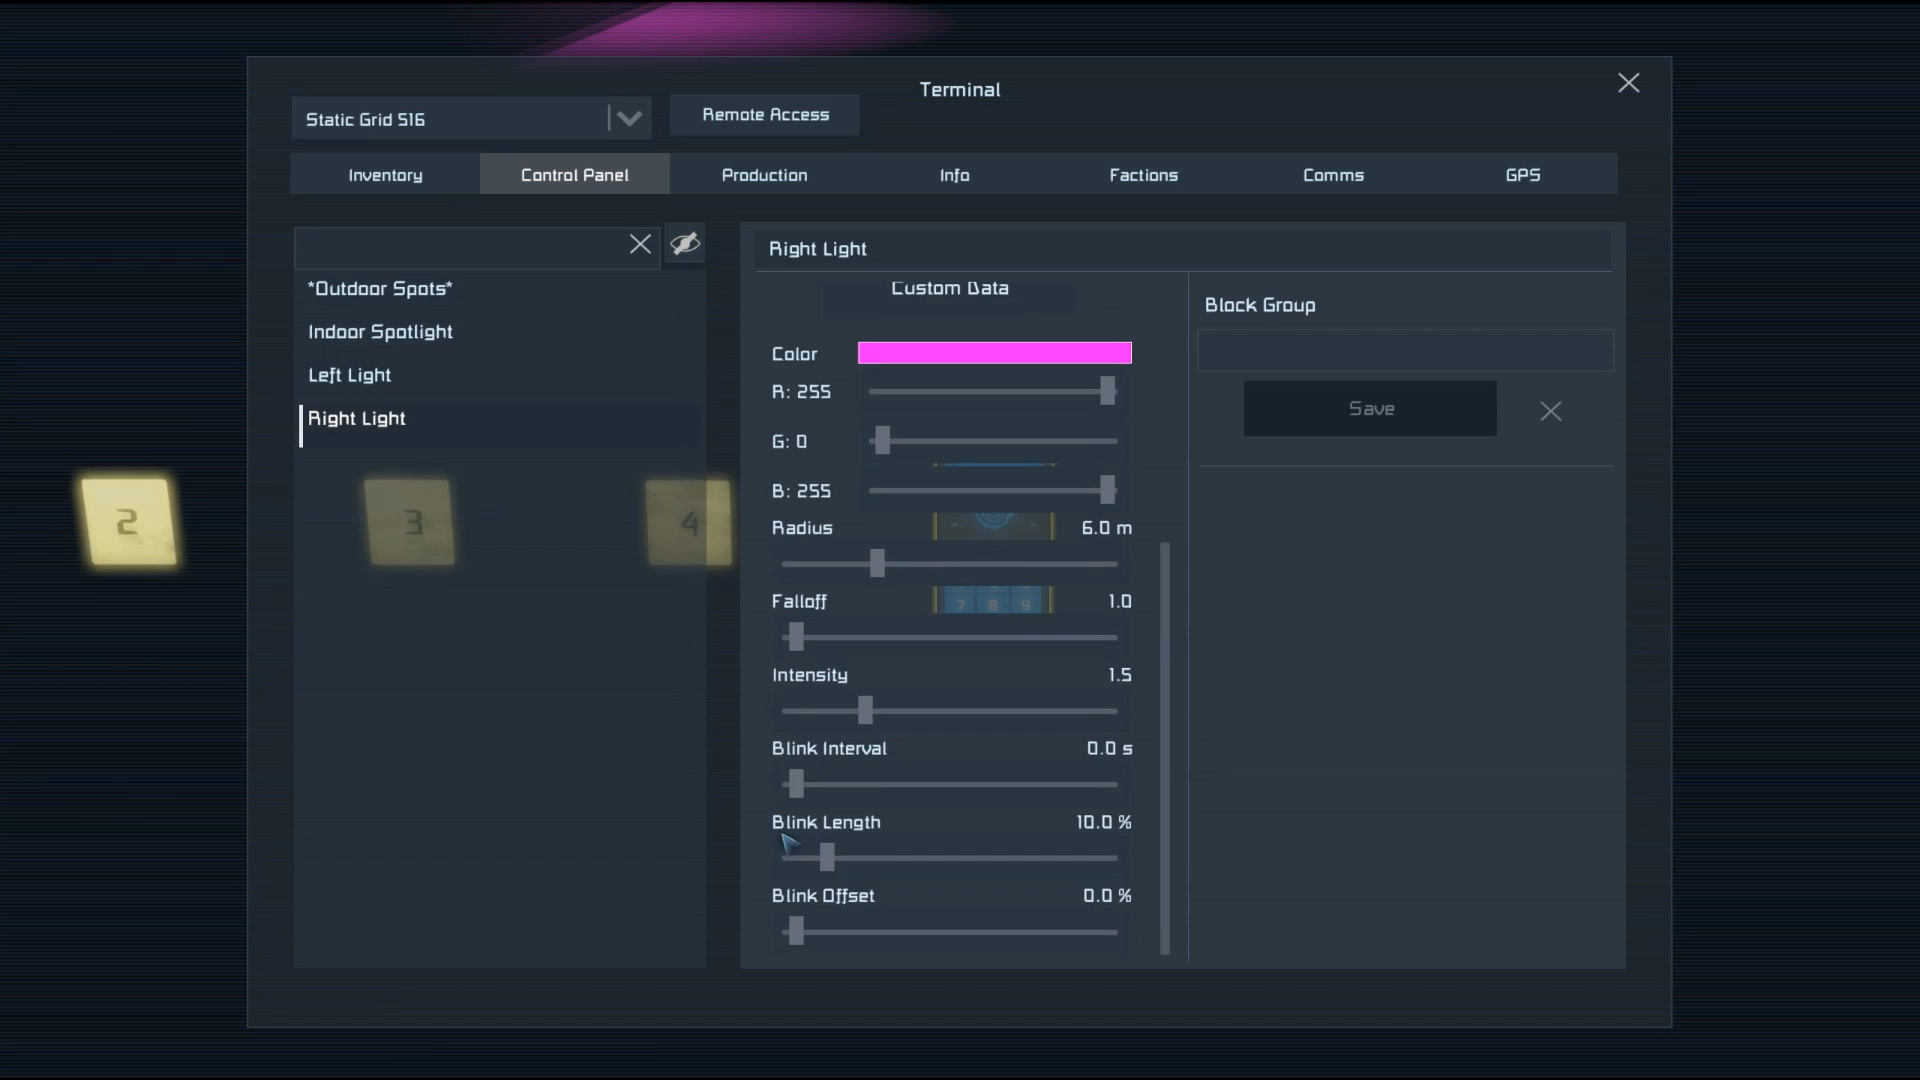 Terminal
Static Grid 516
Remote Access
Inventory
Control Panel
Production
Info
Factions
Comms
GPS
*Outdoor Spots*
Indoor Spotlight
Left Light
Right Light
Right Light
Custom Data
Color
R: 255
G: 0
B: 255
Radius
6.0 m
Falloff
1.0
Intensity
1.5
Blink Interval
0.0 s
Blink Length
10.0 %
Blink Offset
0.0 %
Block Group
Save
2
3
4
7 8 9